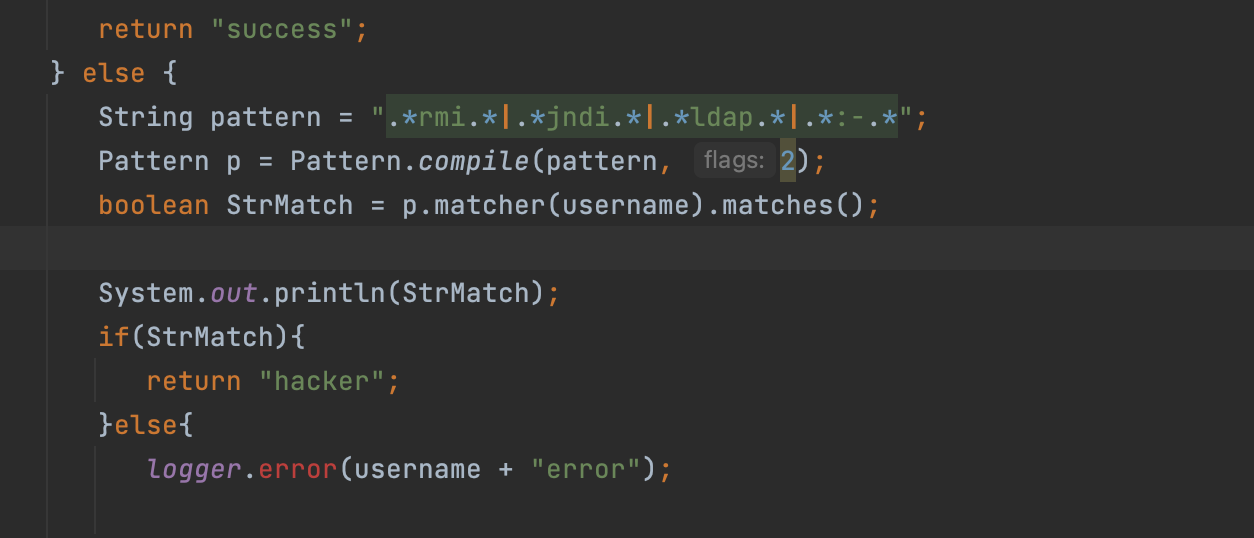 return "success";
} else {
String pattern = ".*rmi.*|.*jndi.*|.*ldap.*|.*:-.*";
Pattern p = Pattern.compile(pattern, flags: 2);
boolean StrMatch = p.matcher(username).matches();
System.out.println(StrMatch);
if(StrMatch){
return "hacker";
}else{
logger.error(username + "error");